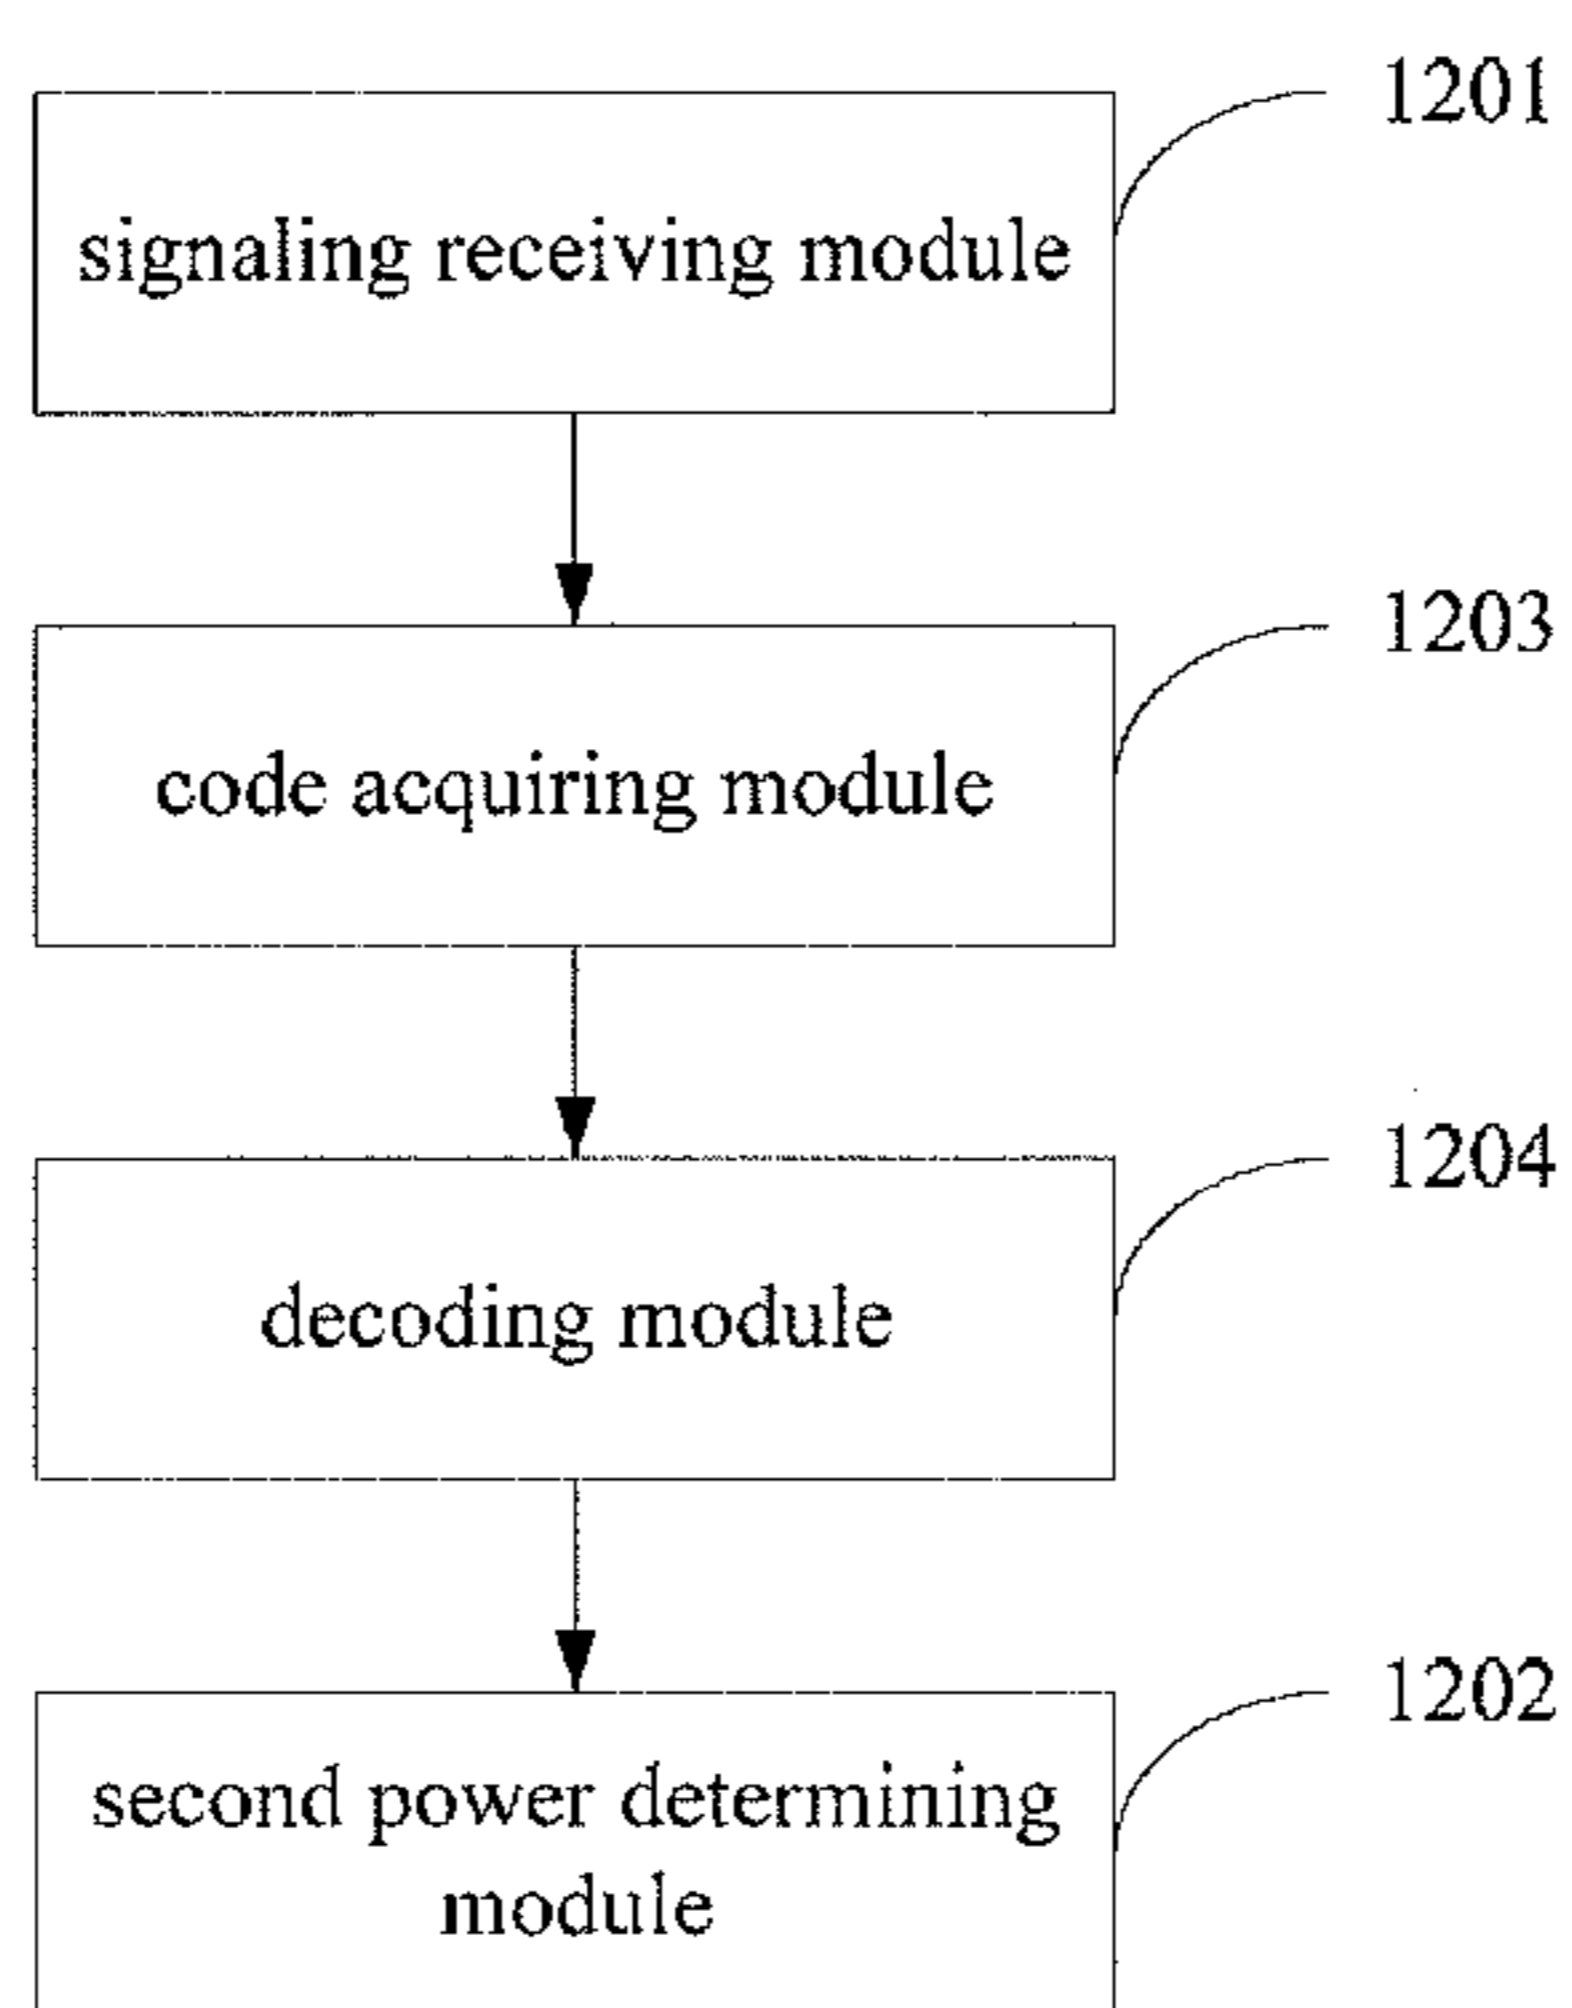 1201
signaling receiving module
1203
code acquiring module
1204
decoding module
1202
second power determining
module